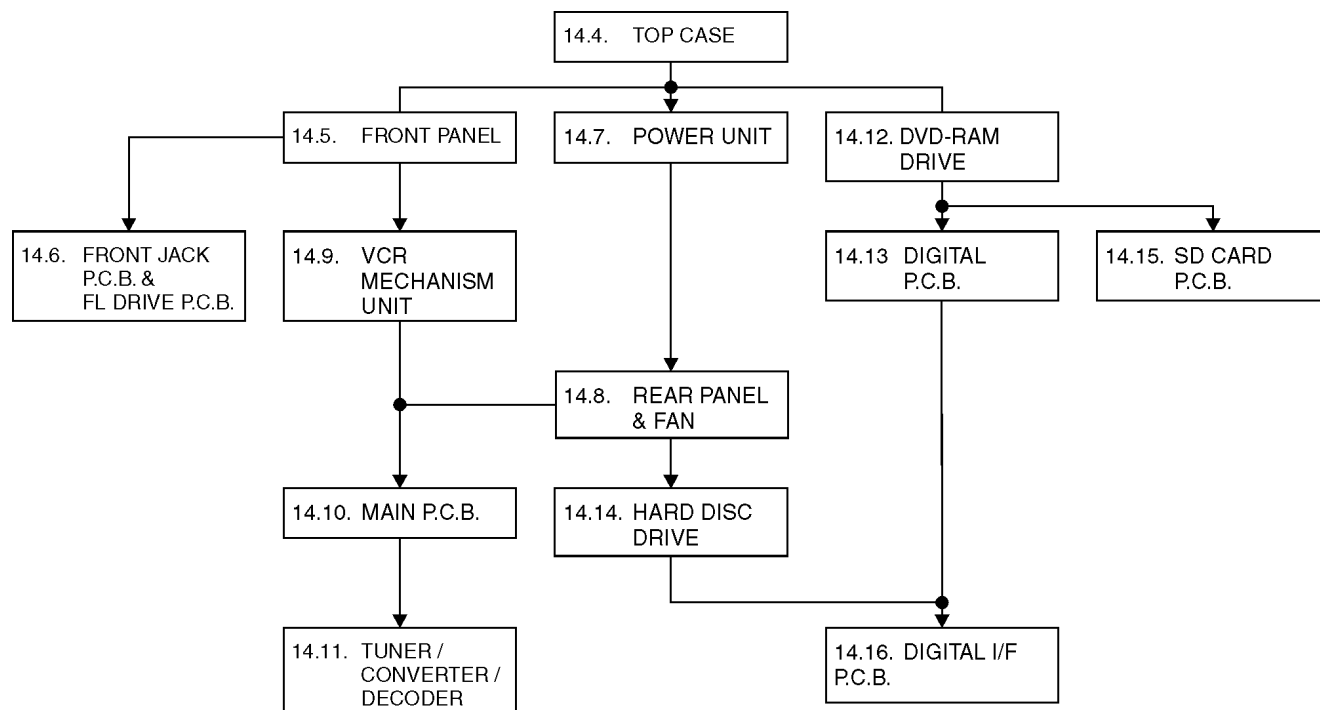 14.4. TOP CASE
14.5. FRONT PANEL
14.7. POWER UNIT
14.12. DVD-RAM
DRIVE
14.6. FRONT JACK
P.C.B. &
FL DRIVE P.C.B.
14.9. VCR
MECHANISM
UNIT
14.13 DIGITAL
P.C.B.
14.15. SD CARD
P.C.B.
14.8. REAR PANEL
& FAN
14.10. MAIN P.C.B.
14.14. HARD DISC
DRIVE
14.11. TUNER /
CONVERTER /
DECODER
14.16. DIGITAL I/F
P.C.B.